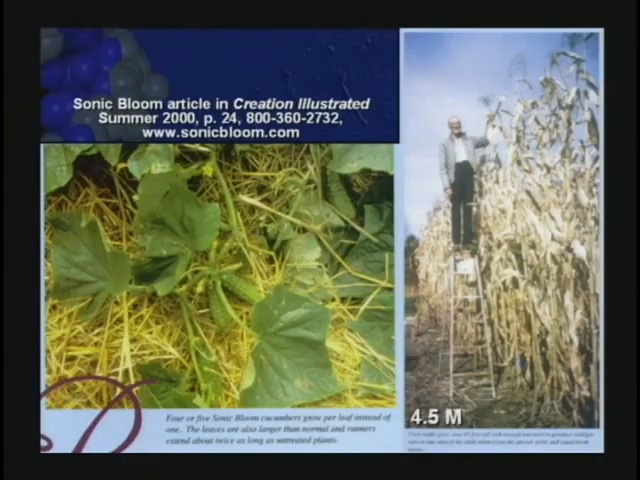 Sonic Bloom article in Creation Illustrated
Summer 2000, p. 24, 800-360-2732,
www.sonicbloom.com
Four or five Sonic Bloom cucumbers grow per leaf instead of
one. The leaves are also larger than normal and runners
extend about twice as long as untreated plants.
4.5 M